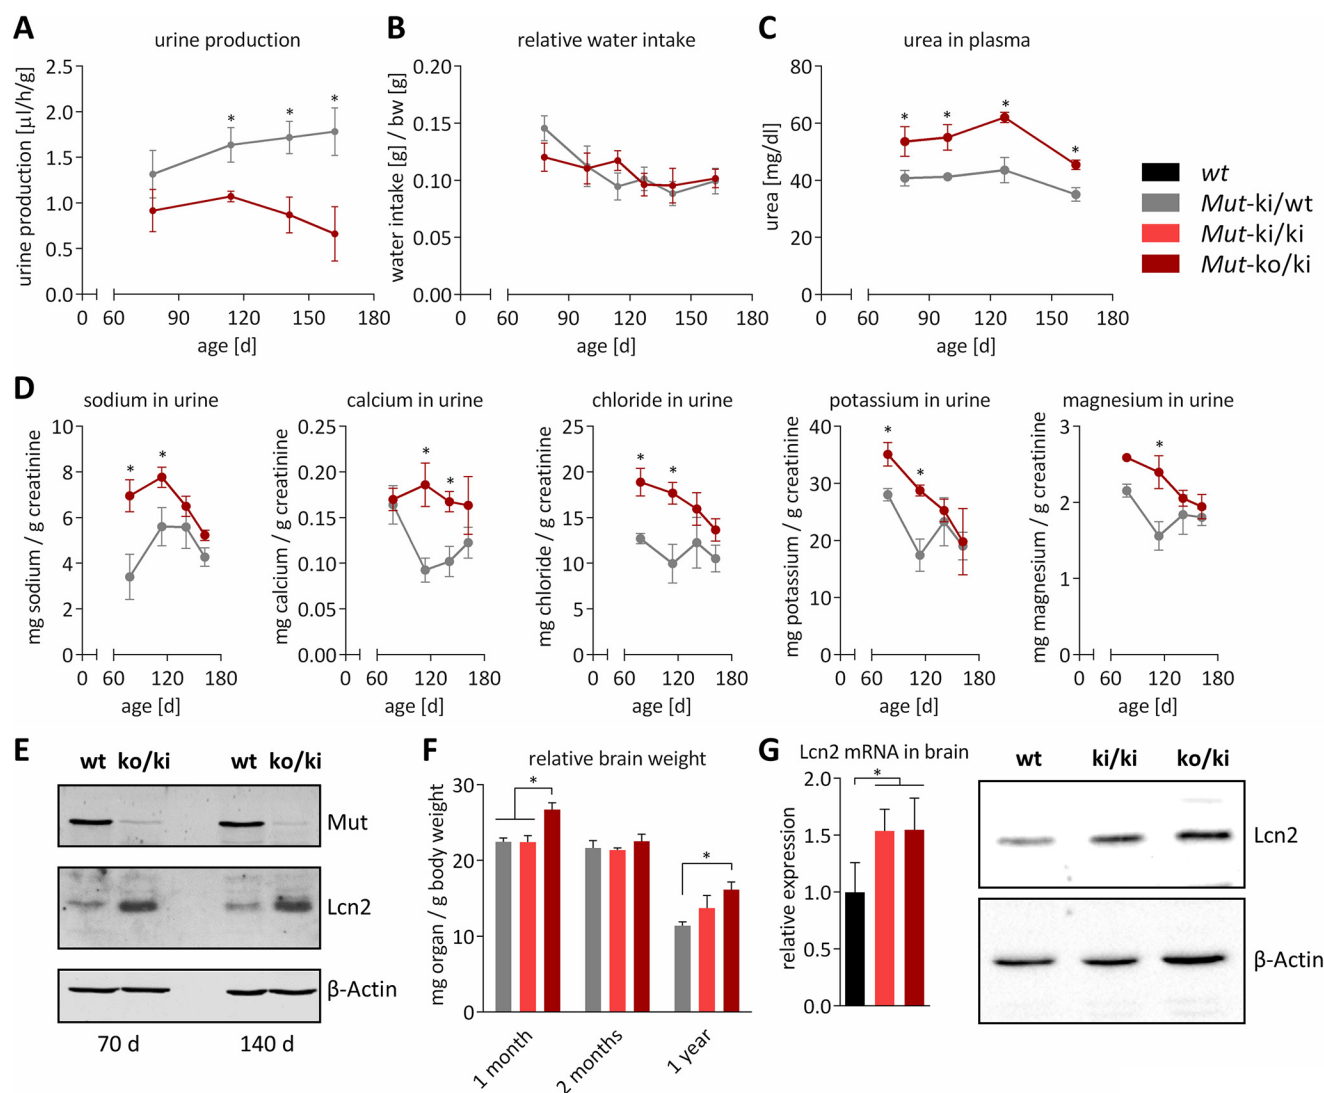 A
urine production
urine production [µl/h/g]
2.5
2.0
1.5
1.0
0.5
0.0
*
*
*
0 60 90 120 150 180
age [d]
B
relative water intake
water intake [g] / bw [g]
0.20
0.15
0.10
0.05
0.00
0 60 90 120 150 180
age [d]
C
urea in plasma
urea [mg/dl]
80
60
40
20
0
*
*
*
*
0 60 90 120 150 180
age [d]
wt
Mut-ki/wt
Mut-ki/ki
Mut-ko/ki
D
sodium in urine
mg sodium / g creatinine
10
8
6
4
2
0
*
*
0 60 120 180
age [d]
calcium in urine
mg calcium / g creatinine
0.25
0.20
0.15
0.10
0.05
0.00
*
*
0 60 120 180
age [d]
chloride in urine
mg chloride / g creatinine
25
20
15
10
5
0
*
*
0 60 120 180
age [d]
potassium in urine
mg potassium / g creatinine
40
30
20
10
0
*
*
0 60 120 180
age [d]
magnesium in urine
mg magnesium / g creatinine
3
2
1
0
*
0 60 120 180
age [d]
E
wt ko/ki wt ko/ki
Mut
Lcn2
β-Actin
70 d 140 d
F
relative brain weight
mg organ / g body weight
30
20
10
0
*
*
1 month
2 months
1 year
G
Lcn2 mRNA in brain
relative expression
2.0
1.5
1.0
0.5
0.0
*
wt ki/ki ko/ki
Lcn2
β-Actin